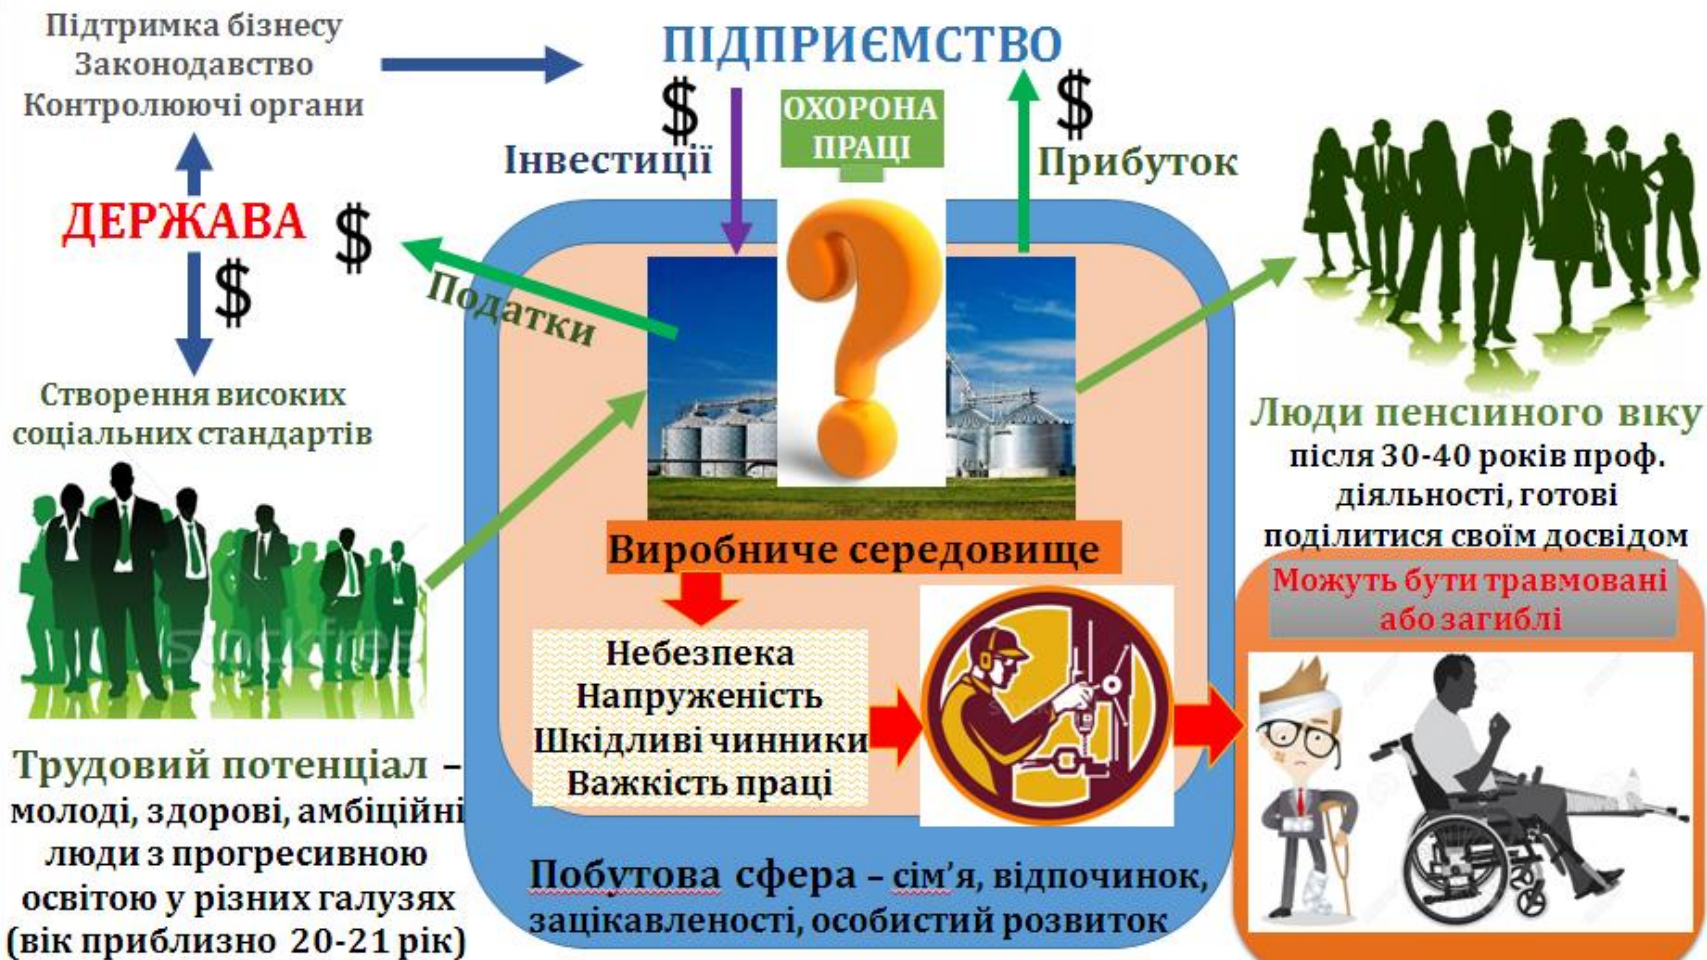 Підтримка бізнесу
Законодавство
Контролюючі органи
ПІДПРИЄМСТВО
$
$
ОХОРОНА
ПРАЦІ
Інвестиції
Прибуток
ДЕРЖАВА
$
$
Податки
Створення високих
соціальних стандартів
Люди пенсійного віку
після 30-40 років проф.
діяльності, готові
поділитися своїм досвідом
Виробниче середовище
Можуть бути травмовані
або загиблі
Небезпека
Напруженість
Шкідливі чинники
Важкість праці
Трудовий потенціал –
молоді, здорові, амбіційні
люди з прогресивною
освітою у різних галузях
(вік приблизно 20-21 рік)
Побутова сфера – сім’я, відпочинок,
зацікавленості, особистий розвиток